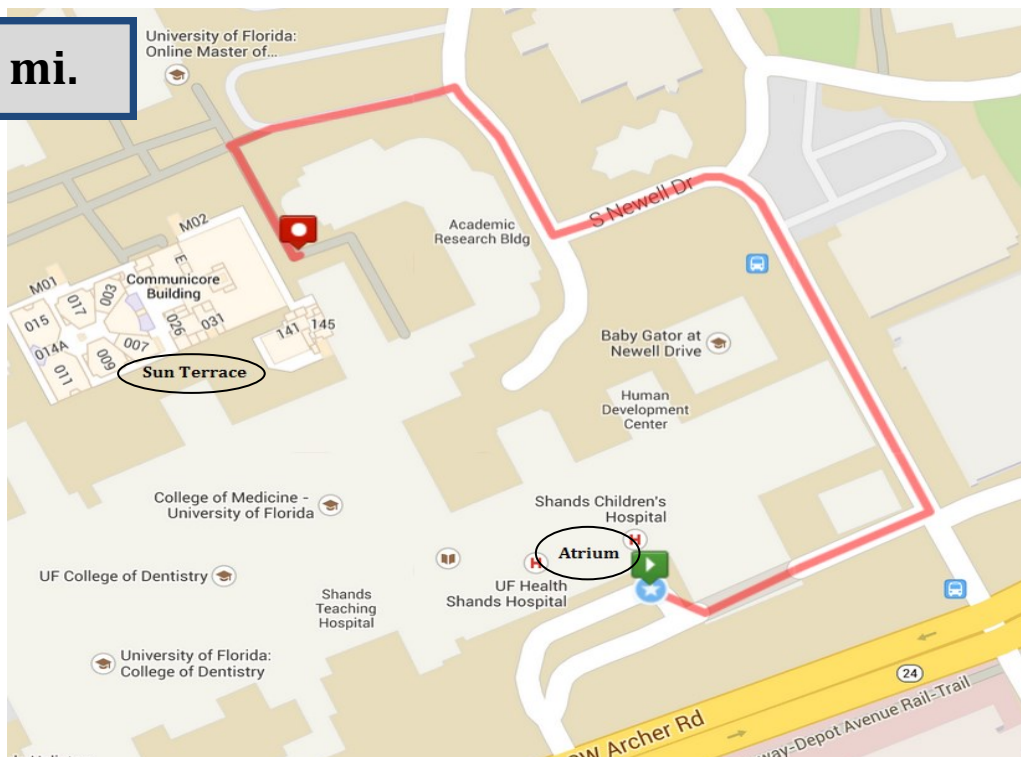 mi.
University of Florida:
Online Master of...
M02
S Newell Dr
Academic
Research Bldg
E
M01
Communicore
Building
003
017
015
026
031
141
145
014A
007
009
011
Sun Terrace
Baby Gator at
Newell Drive
Human
Development
Center
College of Medicine -
University of Florida
Shands Children's
Hospital
H
Atrium
H
UF College of Dentistry
UF Health
Shands Hospital
Shands
Teaching
Hospital
University of Florida:
College of Dentistry
24
SW Archer Rd
way-Depot Avenue Rail-Trail